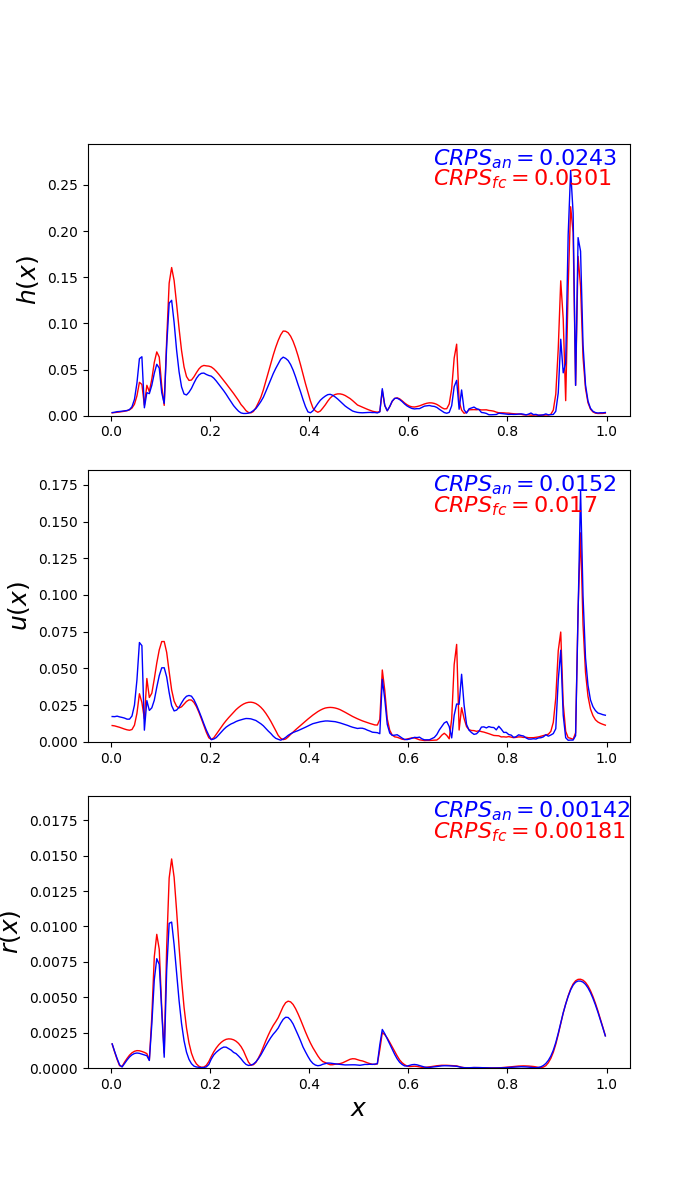 CRPS_an = 0.0243
CRPS_fc = 0.0301
h(x)
0.25
0.20
0.15
0.10
0.05
0.00
0.0 0.2 0.4 0.6 0.8 1.0
CRPS_an = 0.0152
CRPS_fc = 0.017
u(x)
0.175
0.150
0.125
0.100
0.075
0.050
0.025
0.000
0.0 0.2 0.4 0.6 0.8 1.0
CRPS_an = 0.00142
CRPS_fc = 0.00181
r(x)
0.0175
0.0150
0.0125
0.0100
0.0075
0.0050
0.0025
0.0000
0.0 0.2 0.4 0.6 0.8 1.0
x